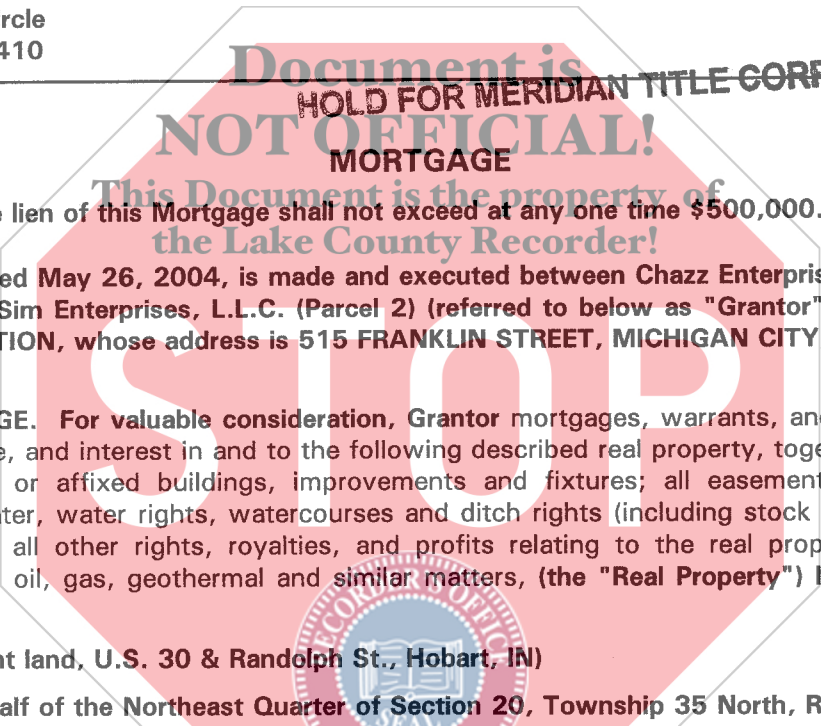 rcle
410
Document is
HOLD FOR MERIDIAN TITLE CORP
NOT OFFICIAL!
MORTGAGE
This Document is the property of
e lien of this Mortgage shall not exceed at any one time $500,000.
the Lake County Recorder!
ed May 26, 2004, is made and executed between Chazz Enterpris
Sim Enterprises, L.L.C. (Parcel 2) (referred to below as "Grantor"
TION, whose address is 515 FRANKLIN STREET, MICHIGAN CITY
STOP
GE. For valuable consideration, Grantor mortgages, warrants, and
e, and interest in and to the following described real property, toge
or affixed buildings, improvements and fixtures; all easement
ter, water rights, watercourses and ditch rights (including stock
all other rights, royalties, and profits relating to the real prop
oil, gas, geothermal and similar matters, (the "Real Property")
RECORDER'S OFFICE
nt land, U.S. 30 & Randolph St., Hobart, IN)
alf of the Northeast Quarter of Section 20, Township 35 North, R
SEAL